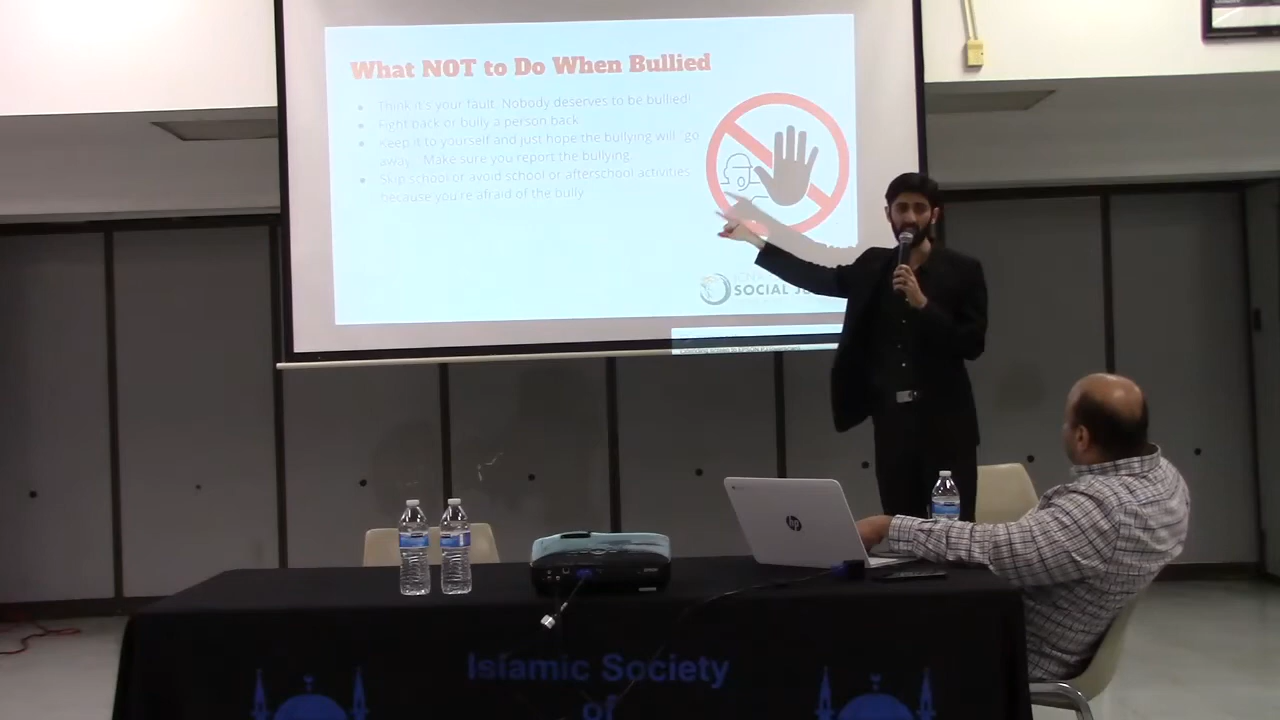 What NOT to Do When Bullied
Think it's your fault. Nobody deserves to be bullied!
Fight back or bully a person back
Keep it to yourself and just hope the bullying will "go
away". Make sure you report the bullying.
Skip school or avoid school or afterschool activities
because you're afraid of the bully
SOCIAL
hp
Islamic Society
of